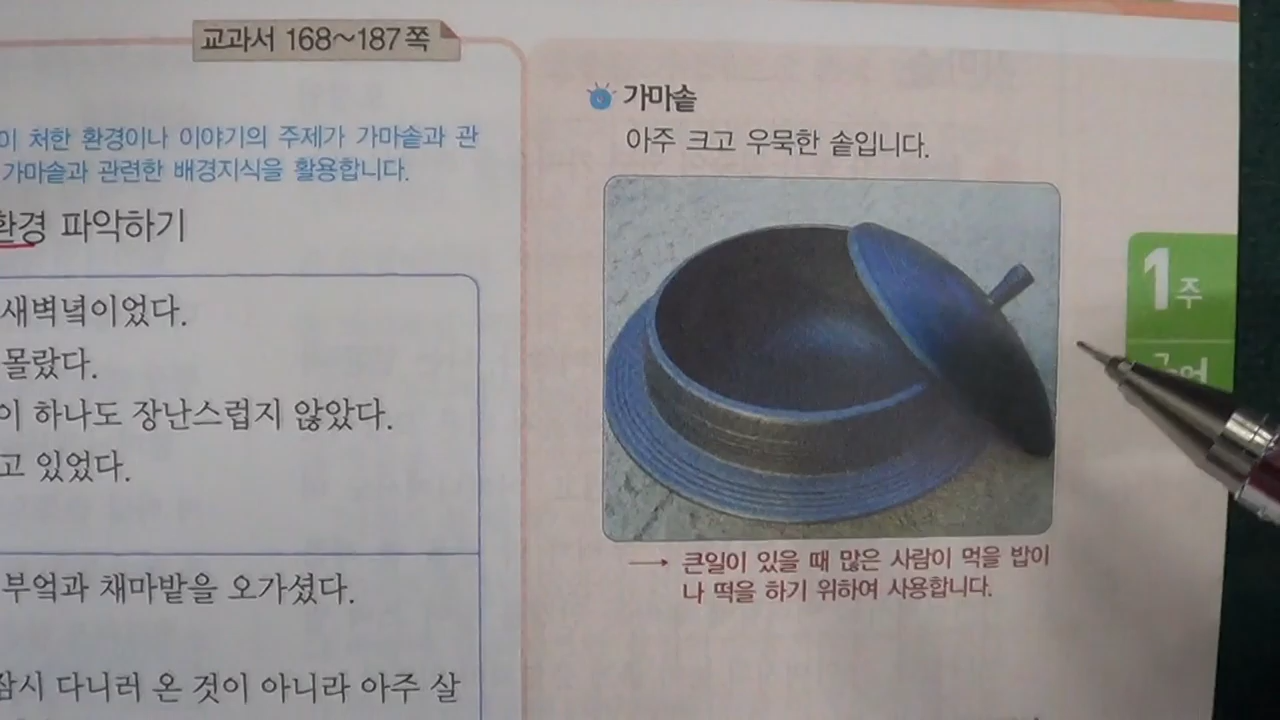 교과서 168~187쪽
이 처한 환경이나 이야기의 주제가 가마솥과 관
가마솥과 관련한 배경지식을 활용합니다.
환경 파악하기
새벽녘이었다.
몰랐다.
이 하나도 장난스럽지 않았다.
고 있었다.
부엌과 채마밭을 오가셨다.
잠시 다니러 온 것이 아니라 아주 살
가마솥
아주 크고 우묵한 솥입니다.
→ 큰일이 있을 때 많은 사람이 먹을 밥이
나 떡을 하기 위하여 사용합니다.
1주